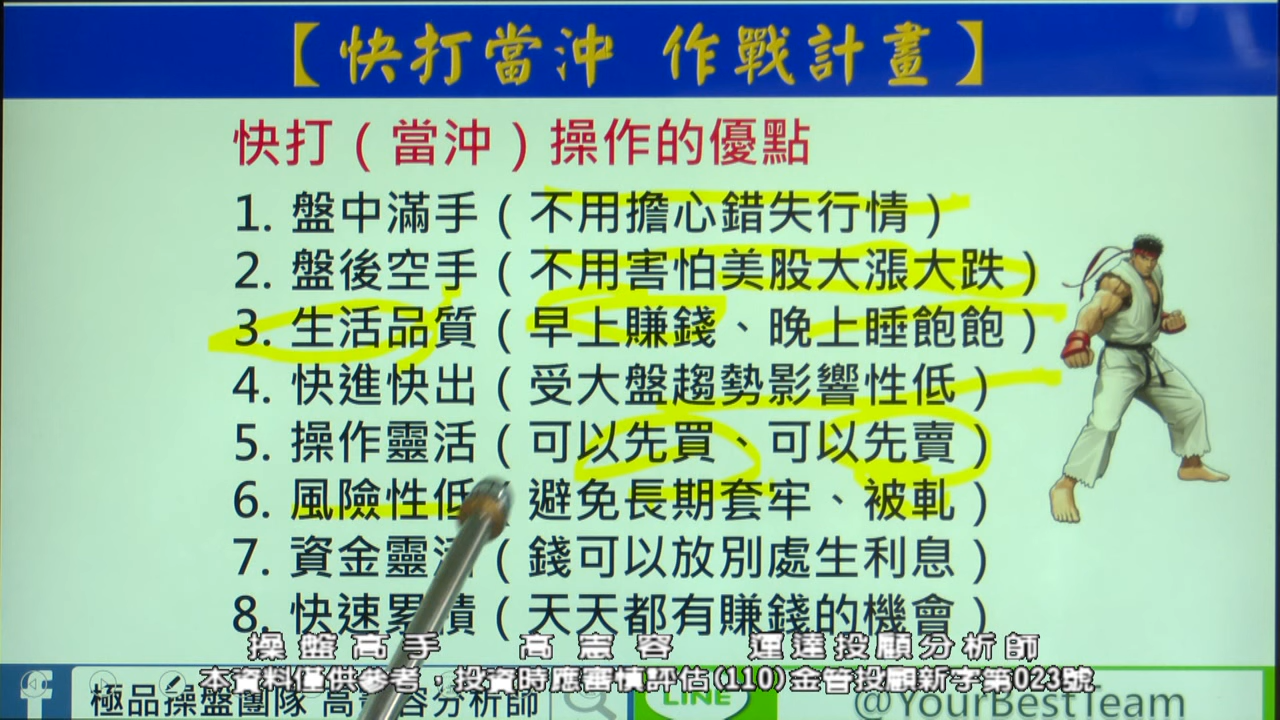 【快打當沖 作戰計畫】
快打（當沖）操作的優點
1. 盤中滿手（不用擔心錯失行情）
2. 盤後空手（不用害怕美股大漲大跌）
3. 生活品質（早上賺錢、晚上睡飽飽）
4. 快進快出（受大盤趨勢影響性低）
5. 操作靈活（可以先買、可以先賣）
6. 風險性低（避免長期套牢、被軋）
7. 資金靈活（錢可以放別處生利息）
8. 快速累積（天天都有賺錢的機會）
操盤高手 高憲容 運達投顧分析師
本資料僅供參考，投資時應審慎評估(110)金管投顧新字第023號
極品操盤團隊 高 容分析師
LINE
@YourBestTeam